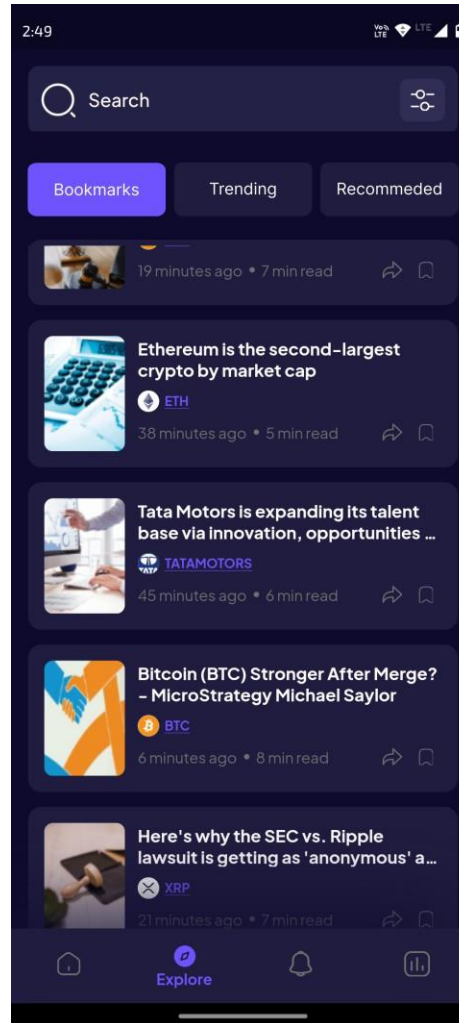 2:49
Vo))
LTE
LTE
Search
Bookmarks
Trending
Recommeded
19 minutes ago • 7 min read
Ethereum is the second-largest
crypto by market cap
ETH
38 minutes ago • 5 min read
Tata Motors is expanding its talent
base via innovation, opportunities ...
TATA
TATAMOTORS
45 minutes ago • 6 min read
Bitcoin (BTC) Stronger After Merge?
- MicroStrategy Michael Saylor
BTC
6 minutes ago • 8 min read
Here's why the SEC vs. Ripple
lawsuit is getting as 'anonymous' a...
XRP
21 minutes ago • 7 min read
Explore